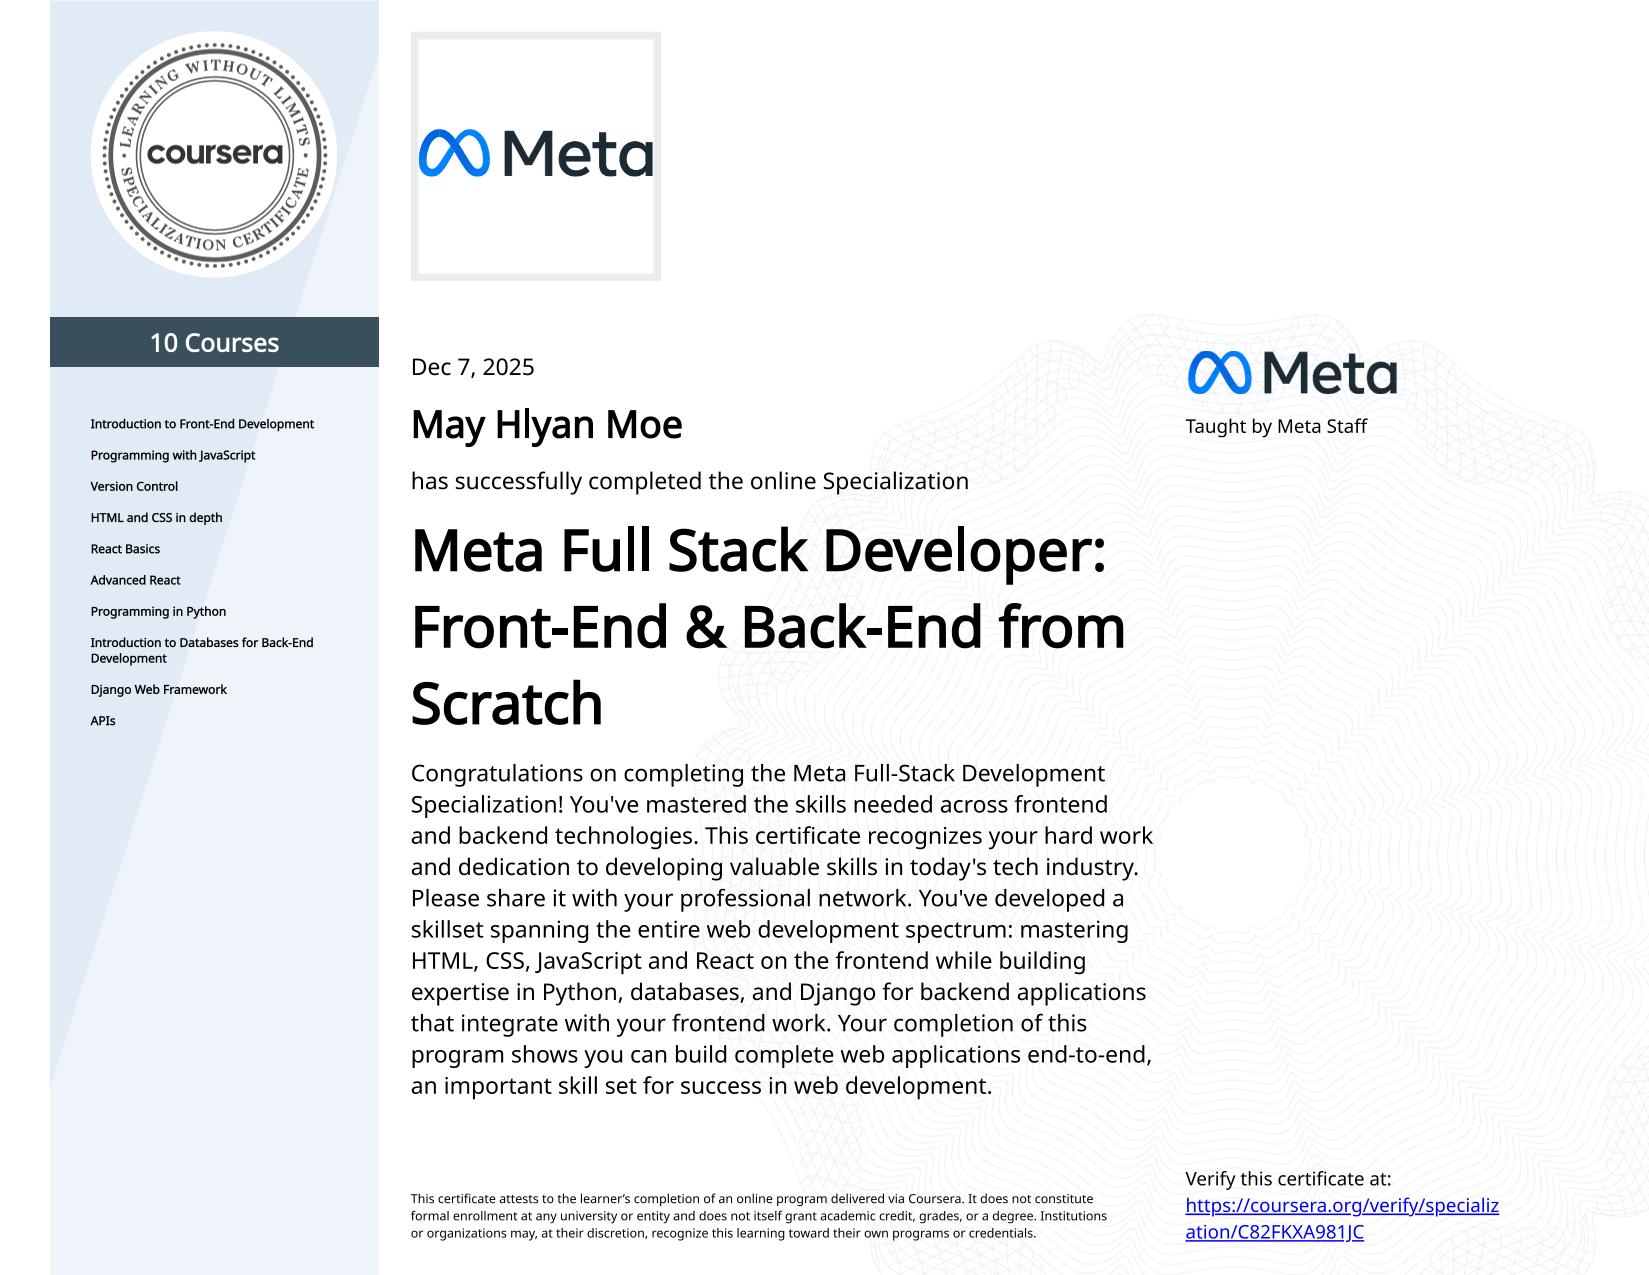 LEARNING WITHOUT LIMITS
coursera
SPECIALIZATION CERTIFICATE
10 Courses
Introduction to Front-End Development
Programming with JavaScript
Version Control
HTML and CSS in depth
React Basics
Advanced React
Programming in Python
Introduction to Databases for Back-End
Development
Django Web Framework
APIs
Meta
Dec 7, 2025
May Hlyan Moe
has successfully completed the online Specialization
Meta Full Stack Developer:
Front-End & Back-End from
Scratch
Congratulations on completing the Meta Full-Stack Development
Specialization! You've mastered the skills needed across frontend
and backend technologies. This certificate recognizes your hard work
and dedication to developing valuable skills in today's tech industry.
Please share it with your professional network. You've developed a
skillset spanning the entire web development spectrum: mastering
HTML, CSS, JavaScript and React on the frontend while building
expertise in Python, databases, and Django for backend applications
that integrate with your frontend work. Your completion of this
program shows you can build complete web applications end-to-end,
an important skill set for success in web development.
This certificate attests to the learner’s completion of an online program delivered via Coursera. It does not constitute
formal enrollment at any university or entity and does not itself grant academic credit, grades, or a degree. Institutions
or organizations may, at their discretion, recognize this learning toward their own programs or credentials.
Meta
Taught by Meta Staff
Verify this certificate at:
https://coursera.org/verify/specializ
ation/C82FKXA981JC